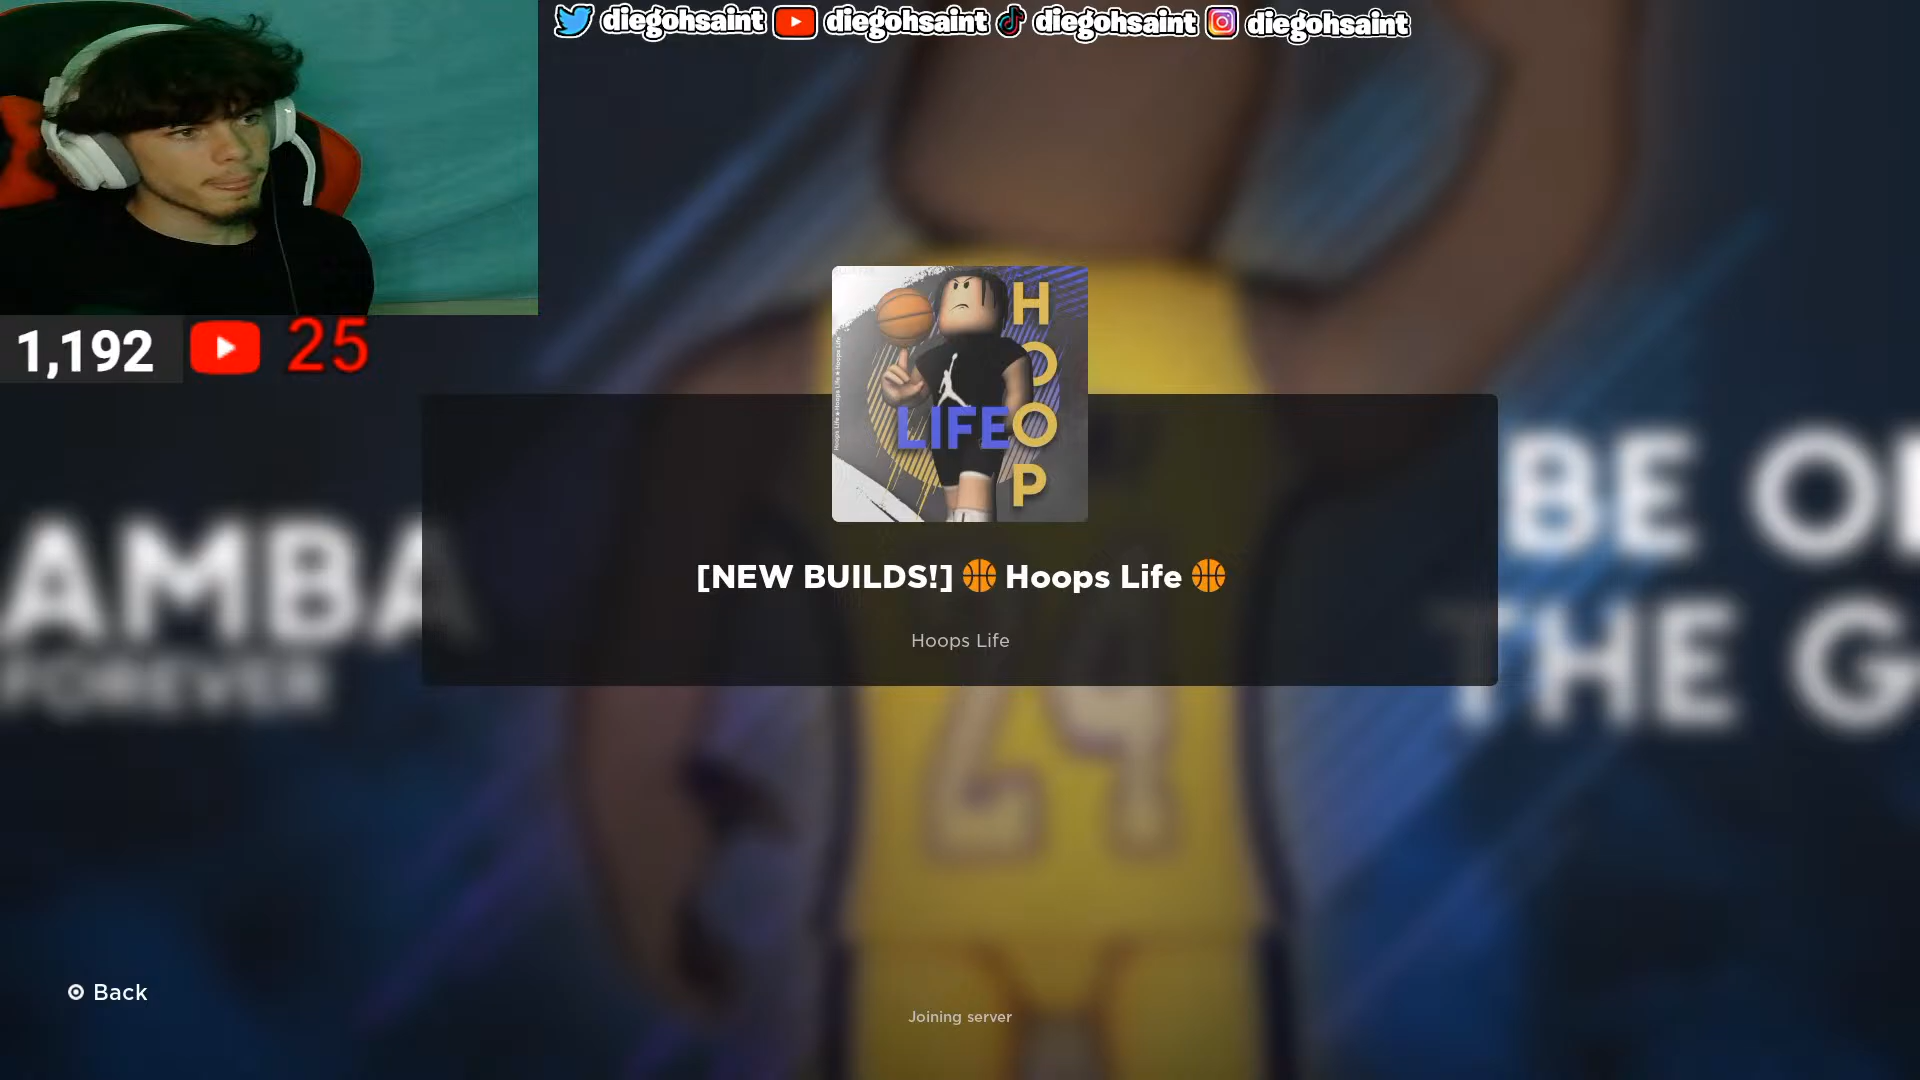 diegohsaint diegohsaint diegohsaint diegohsaint
1,192 25
HOOP
LIFE
[NEW BUILDS!] 🏀 Hoops Life 🏀
Hoops Life
AMBA
FOREVER
BE O
THE G
Back
Joining server